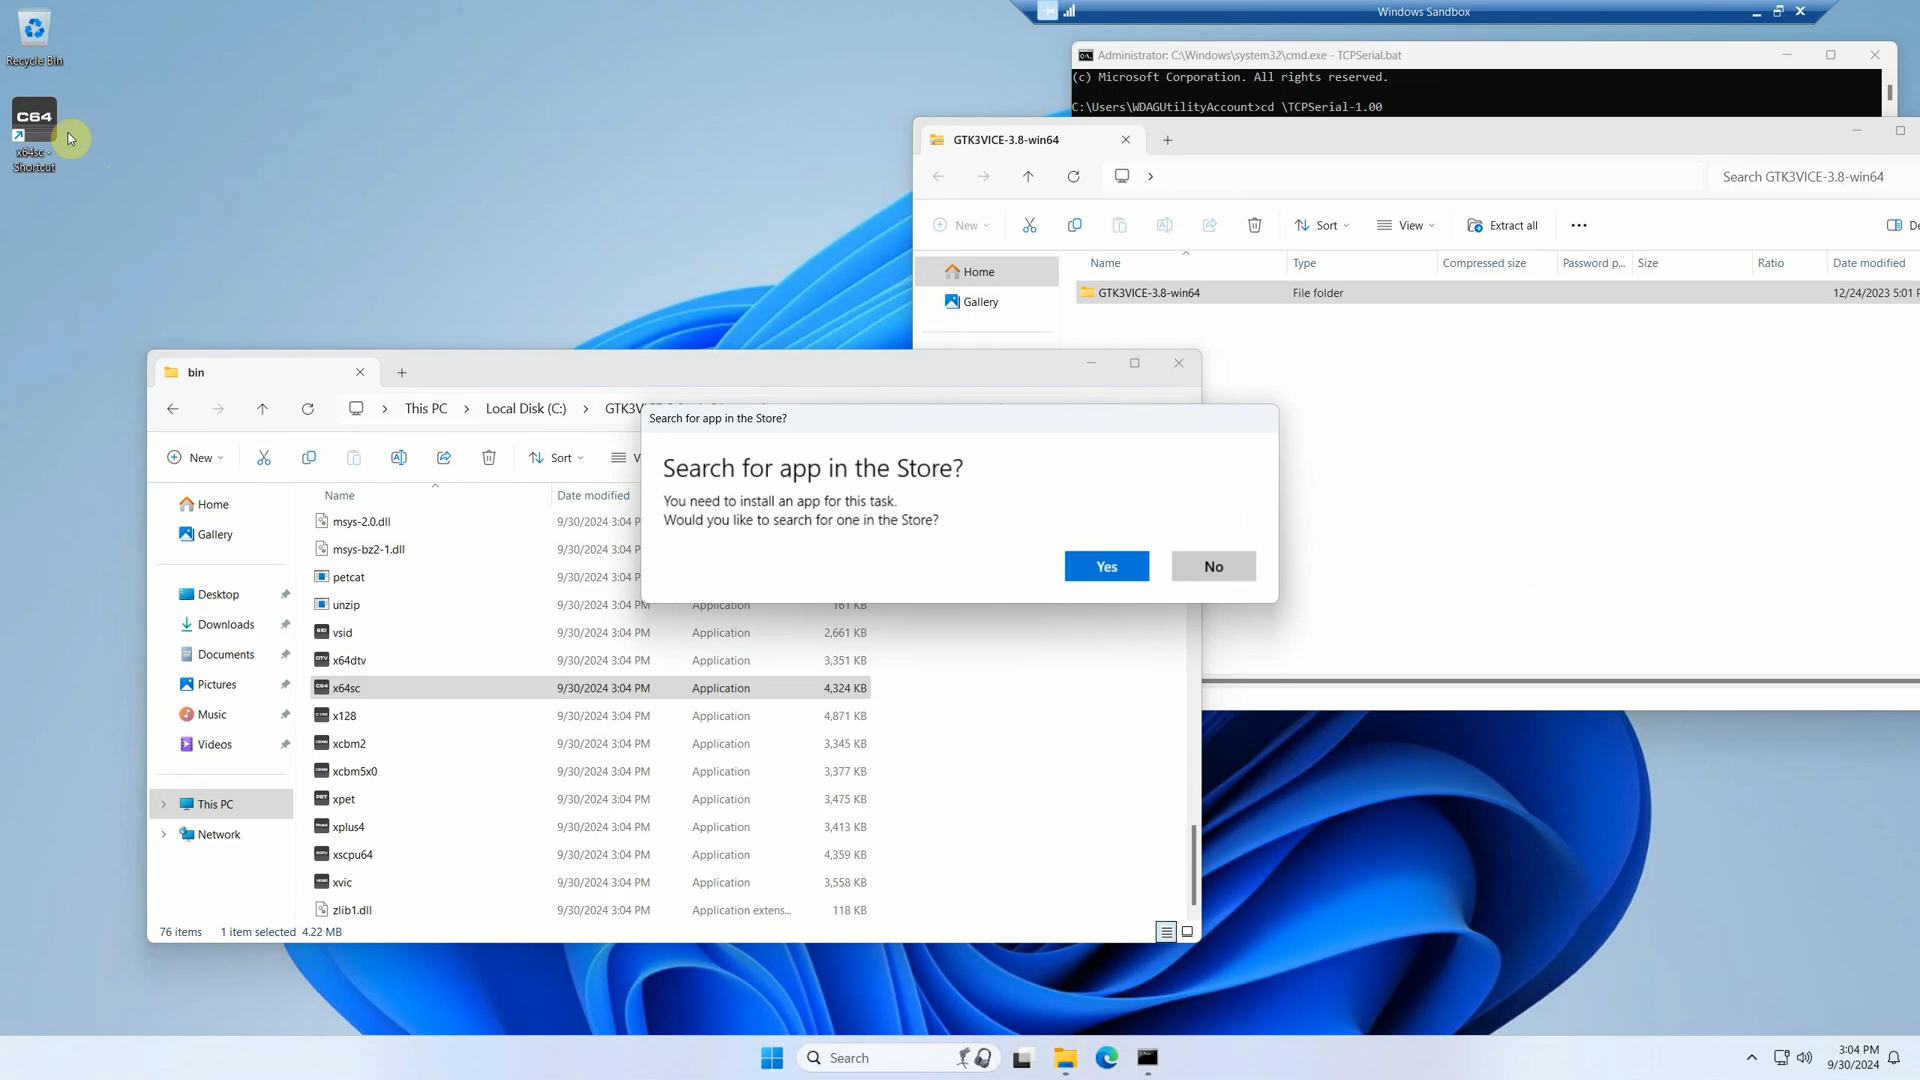 Recycle Bin
C64
x64sc -
Shortcut
Windows Sandbox
Administrator: C:\Windows\system32\cmd.exe - TCPSerial.bat
(c) Microsoft Corporation. All rights reserved.
C:\Users\WDAGUtilityAccount>cd \TCPSerial-1.00
GTK3VICE-3.8-win64
Search GTK3VICE-3.8-win64
New Sort View Extract all
Name Type Compressed size Password p... Size Ratio Date modified
Home
Gallery
GTK3VICE-3.8-win64 File folder 12/24/2023 5:01
bin
This PC Local Disk (C:)
New Sort
Name Date modified
Home
Gallery
Desktop
Downloads
Documents
Pictures
Music
Videos
This PC
Network
msys-2.0.dll 9/30/2024 3:04 P
msys-bz2-1.dll 9/30/2024 3:04 P
petcat 9/30/2024 3:04 P
unzip 9/30/2024 3:04 PM Application 161 KB
vsid 9/30/2024 3:04 PM Application 2,661 KB
x64dtv 9/30/2024 3:04 PM Application 3,351 KB
x64sc 9/30/2024 3:04 PM Application 4,324 KB
x128 9/30/2024 3:04 PM Application 4,871 KB
xcbm2 9/30/2024 3:04 PM Application 3,345 KB
xcbm5x0 9/30/2024 3:04 PM Application 3,377 KB
xpet 9/30/2024 3:04 PM Application 3,475 KB
xplus4 9/30/2024 3:04 PM Application 3,413 KB
xscpu64 9/30/2024 3:04 PM Application 4,359 KB
xvic 9/30/2024 3:04 PM Application 3,558 KB
zlib1.dll 9/30/2024 3:04 PM Application extens... 118 KB
76 items 1 item selected 4.22 MB
Search for app in the Store?
Search for app in the Store?
You need to install an app for this task.
Would you like to search for one in the Store?
Yes No
Search
3:04 PM
9/30/2024